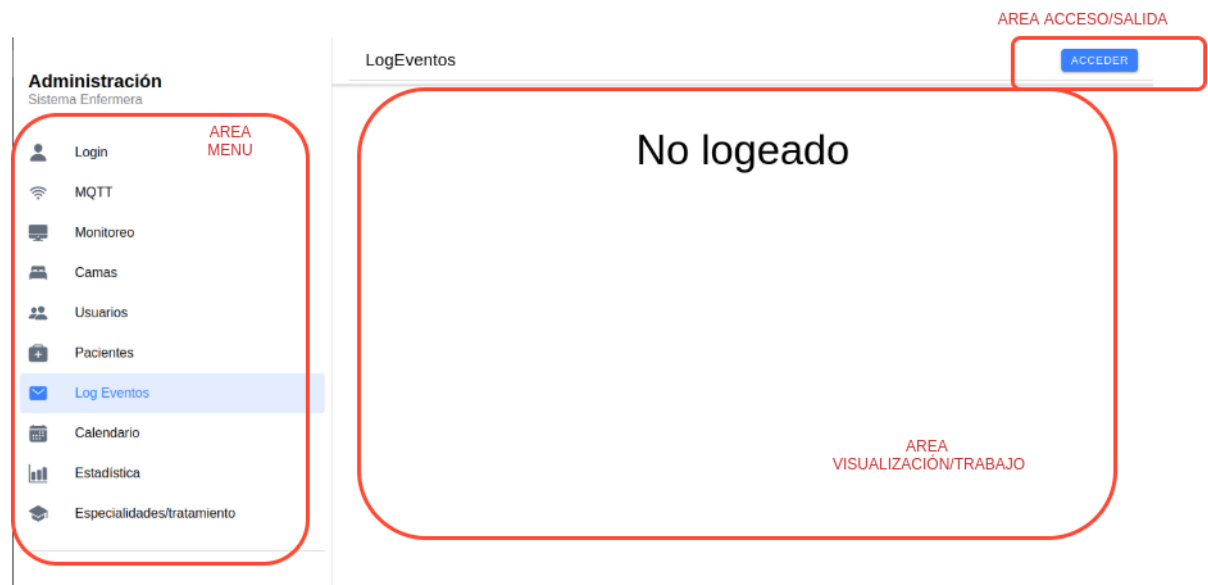 AREA ACCESO/SALIDA
LogEventos
ACCEDER
Administración
Sistema Enfermera
AREA
MENU
Login
MQTT
Monitoreo
Camas
Usuarios
Pacientes
Log Eventos
Calendario
Estadística
Especialidades/tratamiento
No logeado
AREA
VISUALIZACIÓN/TRABAJO